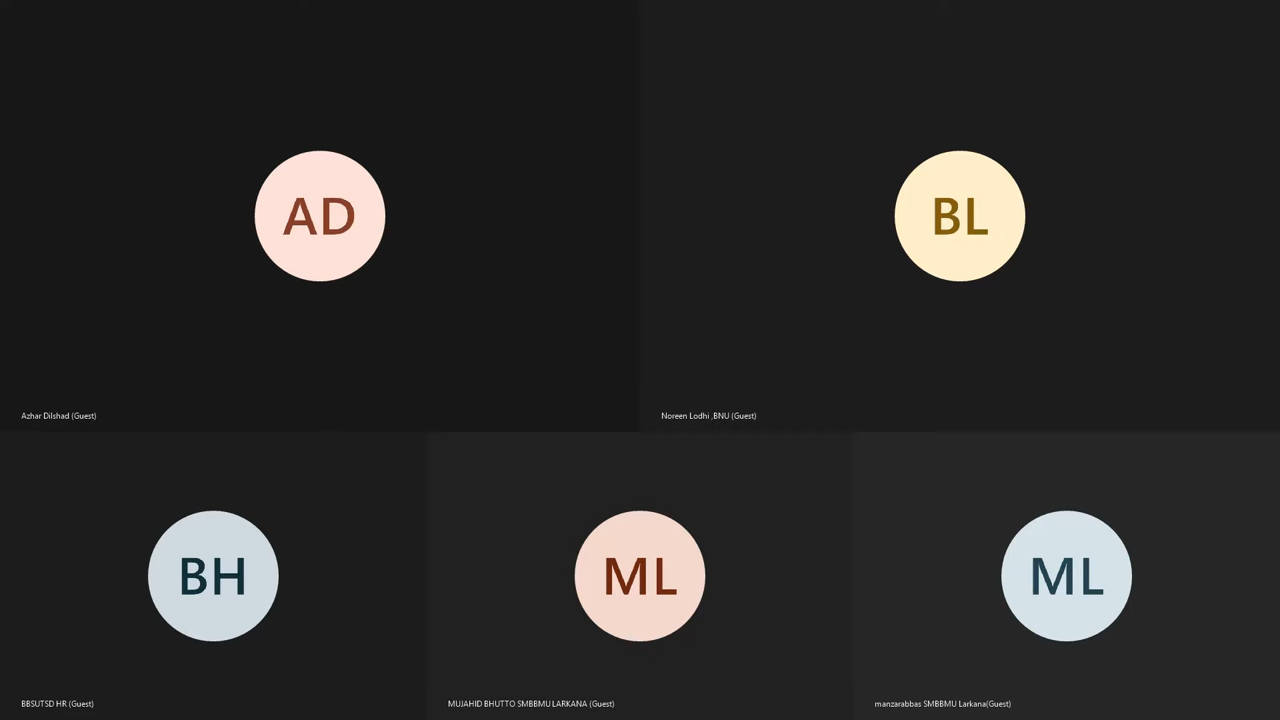 AD
BL
Azhar Dilshad (Guest)
Noreen Lodhi ,BNU (Guest)
BH
ML
ML
BBSUTSD HR (Guest)
MUJAHID BHUTTO SMBBMU LARKANA (Guest)
manzarabbas SMBBMU Larkana(Guest)